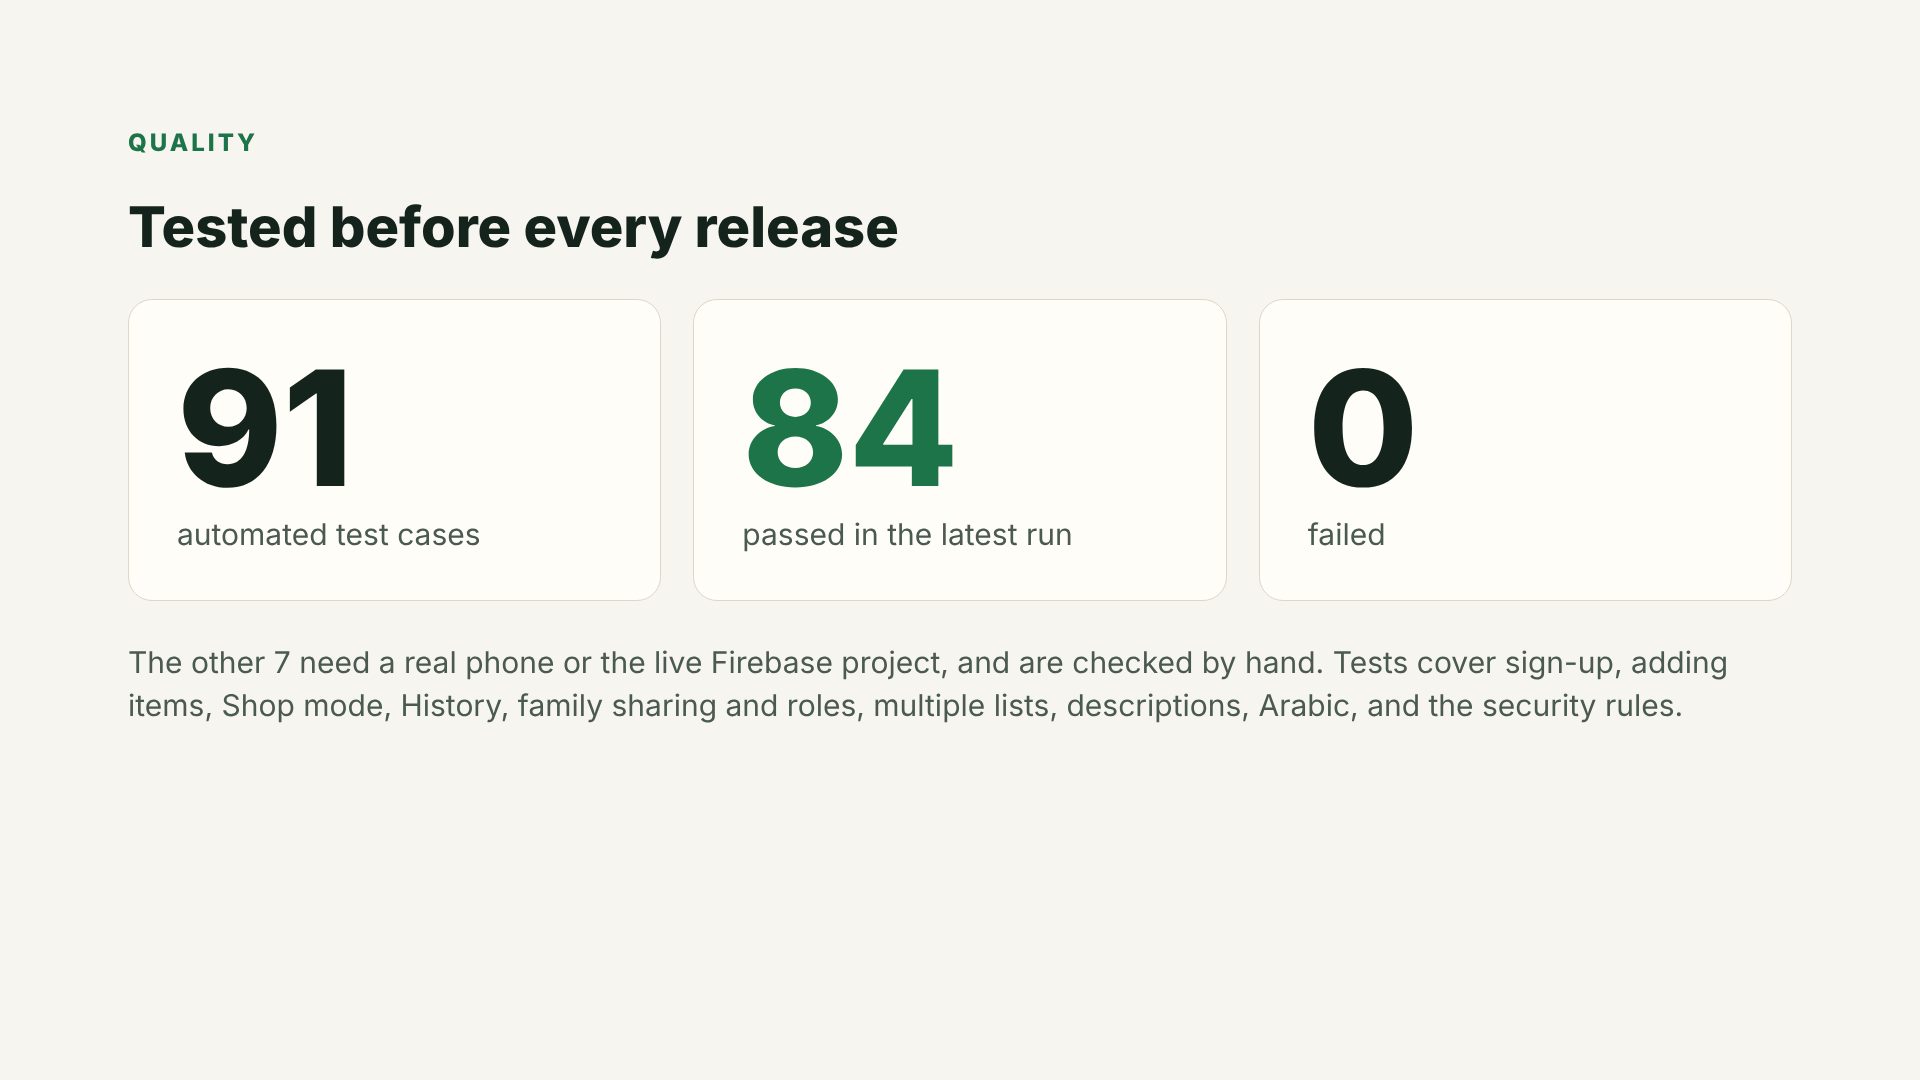 QUALITY
Tested before every release
91
automated test cases
84
passed in the latest run
0
failed
The other 7 need a real phone or the live Firebase project, and are checked by hand. Tests cover sign-up, adding
items, Shop mode, History, family sharing and roles, multiple lists, descriptions, Arabic, and the security rules.